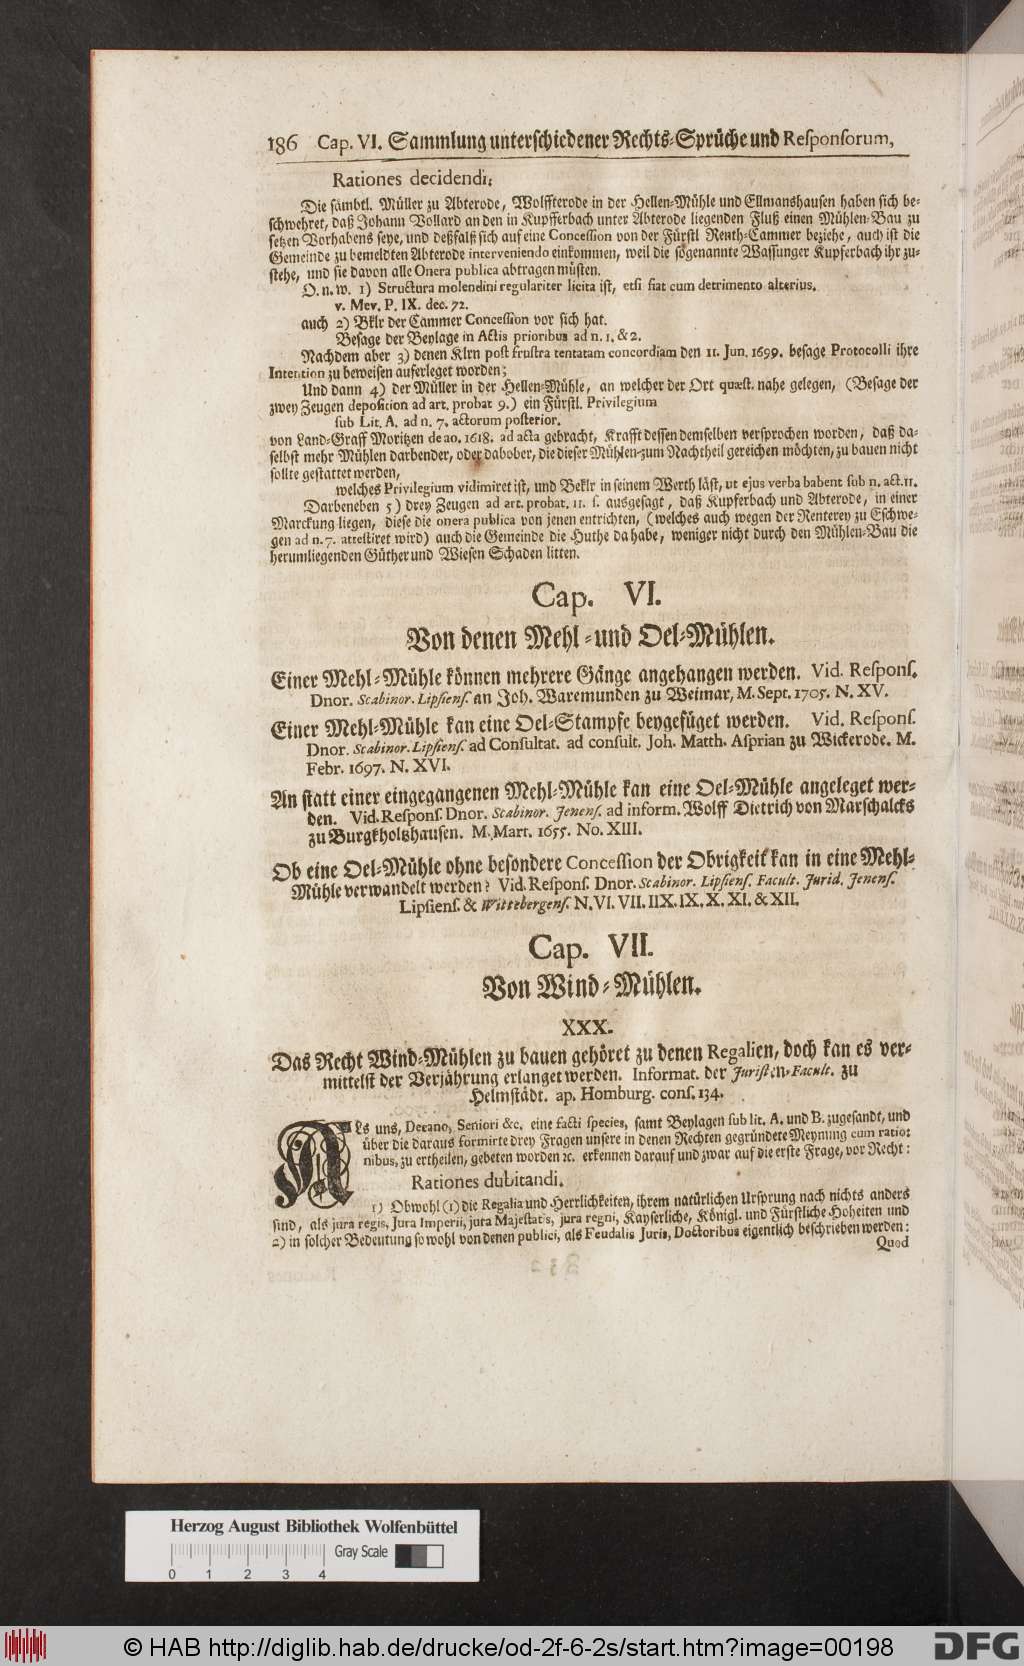 186 Cap. VI. Sammlung unterschiedener Rechts-Sprüche und Responsorum,
Rationes decidendi:
Die sämbtl. Müller zu Abterode, Wolffterode in der Hellen-Mühle und Ellmanshausen haben sich be-
schwehret, daß Johann Bollard an den in Kupfferbach unter Abterode liegenden Fluß einen Mühlen-Bau zu
setzen Vorhabens seye, und deßfalß sich auf eine Concession von der Fürstl Renth-Cammer beziehe, auch ist die
Gemeinde zu bemeldten Abterode interveniendo einkommen, weil die sogenannte Wassunger Kupferbach ihr zu-
stehe, und sie davon alle Onera publica abtragen müsten.
O. n. w. 1) Structura molendini regulariter licita ist, etsi fiat cum detrimento alterius.
v. Mev. P. IX. dec. 72.
auch 2) Bklr der Cammer Concession vor sich hat.
Besage der Beylage in Actis prioribus ad n. 1. & 2.
Nachdem aber 3) denen Klrn post frustra tentatam concordiam den 11. Jun. 1699. besage Protocolli ihre
Intention zu beweisen auferleget worden;
Und dann 4) der Müller in der Hellen-Mühle, an welcher der Ort quæst. nahe gelegen, (Besage der
zwey Zeugen deposition ad art. probat 9.) ein Fürstl. Privilegium
sub Lit. A. ad n. 7. actorum posterior.
von Land-Graff Moritzen de ao. 1618. ad acta gebracht, Krafft dessen demselben versprochen worden, daß da-
selbst mehr Mühlen darbender, oder dabober, die dieser Mühlen zum Nachtheil gereichen möchten, zu bauen nicht
sollte gestattet werden,
welches Privilegium vidimiret ist, und Beklr in seinem Werth läst, ut ejus verba habent sub n. act. 11.
Darbeneben 5) drey Zeugen ad art. probat. 11. s. ausgesagt, daß Kupferbach und Abterode, in einer
Marckung liegen, diese die onera publica von jenen entrichten, (welches auch wegen der Renterey zu Eschwe-
gen ad n. 7. attestiret wird) auch die Gemeinde die Huthe da habe, weniger nicht durch den Mühlen-Bau die
herumliegenden Güther und Wiesen Schaden litten.
Cap. VI.
Von denen Mehl- und Oel-Mühlen.
Einer Mehl-Mühle können mehrere Gänge angehangen werden. Vid. Respons.
Dnor. Scabinor. Lipsiens. an Joh. Waremunden zu Weimar, M. Sept. 1705. N. XV.
Einer Mehl-Mühle kan eine Oel-Stampfe beygefüget werden. Vid. Respons.
Dnor. Scabinor. Lipsiens. ad Consultat. ad consult. Joh. Matth. Asprian zu Wickerode. M.
Febr. 1697. N. XVI.
An statt einer eingegangenen Mehl-Mühle kan eine Oel-Mühle angeleget wer-
den. Vid. Respons. Dnor. Scabinor. Jenens. ad inform. Wolff Dietrich von Marschalcks
zu Burgkholtzhausen. M. Mart. 1655. No. XIII.
Ob eine Oel-Mühle ohne besondere Concession der Obrigkeit kan in eine Mehl-
Mühle verwandelt werden? Vid. Respons. Dnor. Scabinor. Lipsiens. Facult. Jurid. Jenens.
Lipsiens. & Wittebergens. N. VI. VII. IIX. IX. X. XI. & XII.
Cap. VII.
Von Wind-Mühlen.
XXX.
Das Recht Wind-Mühlen zu bauen gehöret zu denen Regalien, doch kan es ver-
mittelst der Verjährung erlanget werden. Informat. der Juristen-Facult. zu
Helmstädt. ap. Homburg. cons. 134.
Als uns, Decano, Seniori &c. eine facti species, samt Beylagen sub lit. A. und B. zugesandt, und
über die daraus formirte drey Fragen unsere in denen Rechten gegründete Meynung cum ratio-
nibus, zu ertheilen, gebeten worden ꝛc. erkennen darauf und zwar auf die erste Frage, vor Recht:
Rationes dubitandi.
1) Obwohl (1) die Regalia und Herrlichkeiten, ihrem natürlichen Ursprung nach nichts anders
sind, als jura regis, Jura Imperii, jura Majestatis, jura regni, Kayserliche, Königl. und Fürstliche Hoheiten und
2) in solcher Bedeutung sowohl von denen publici, als Feudalis Juris, Doctoribus eigentlich beschrieben werden:
Quod
Herzog August Bibliothek Wolfenbüttel
Gray Scale
0 1 2 3 4
© HAB http://diglib.hab.de/drucke/od-2f-6-2s/start.htm?image=00198
DFG